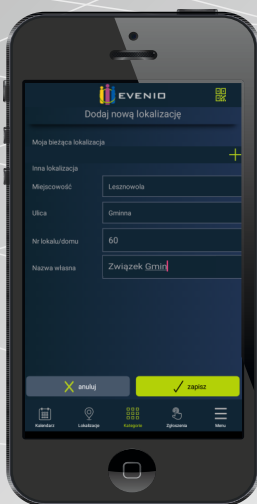 EVENIO
Dodaj nową lokalizację
Moja bieżąca lokalizacja
Inna lokalizacja
Miejscowość Lesznowola
Ulica Gminna
Nr lokalu/domu 60
Nazwa własna Związek Gmin
anuluj zapisz
Kalendarz Lokalizacje Kategorie Zgłoszenia Menu